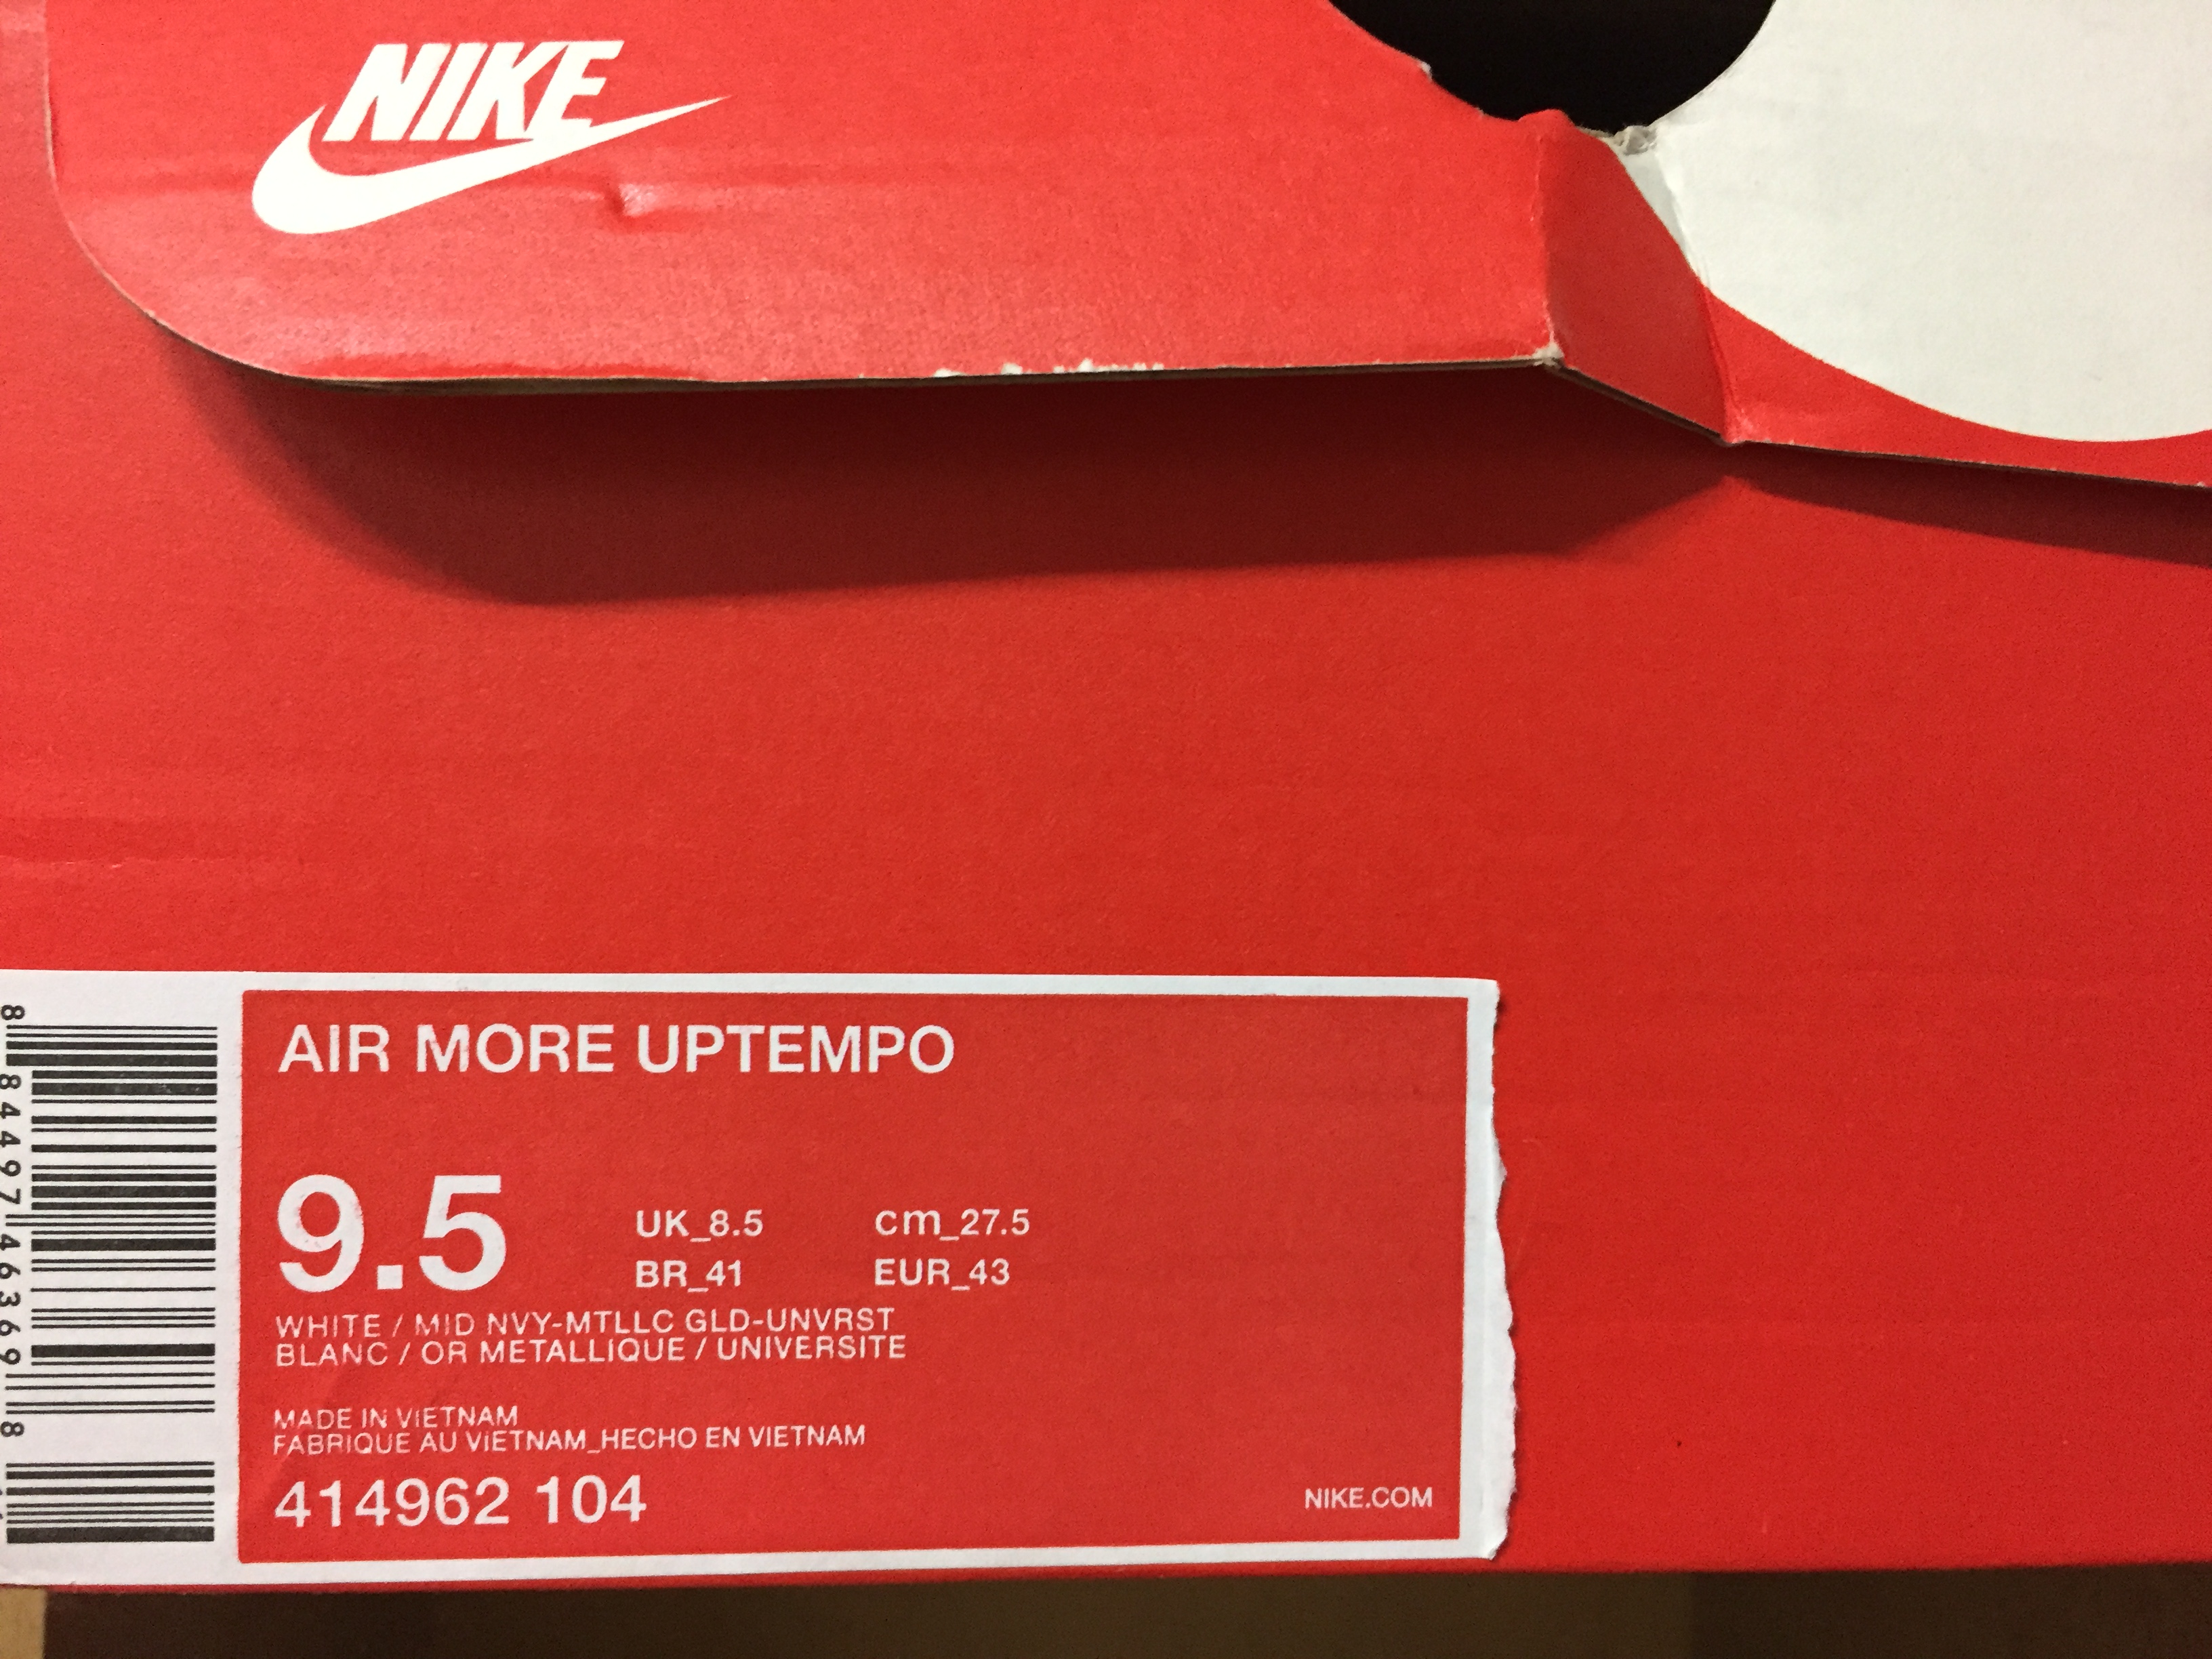 NIKE
AIR MORE UPTEMPO
9.5
UK_8.5 cm_27.5
BR_41 EUR_43
WHITE / MID NVY-MTLLC GLD-UNVRST
BLANC / OR METALLIQUE / UNIVERSITE
MADE IN VIETNAM
FABRIQUE AU VIETNAM_HECHO EN VIETNAM
414962 104
NIKE.COM
8 84497 46369 8